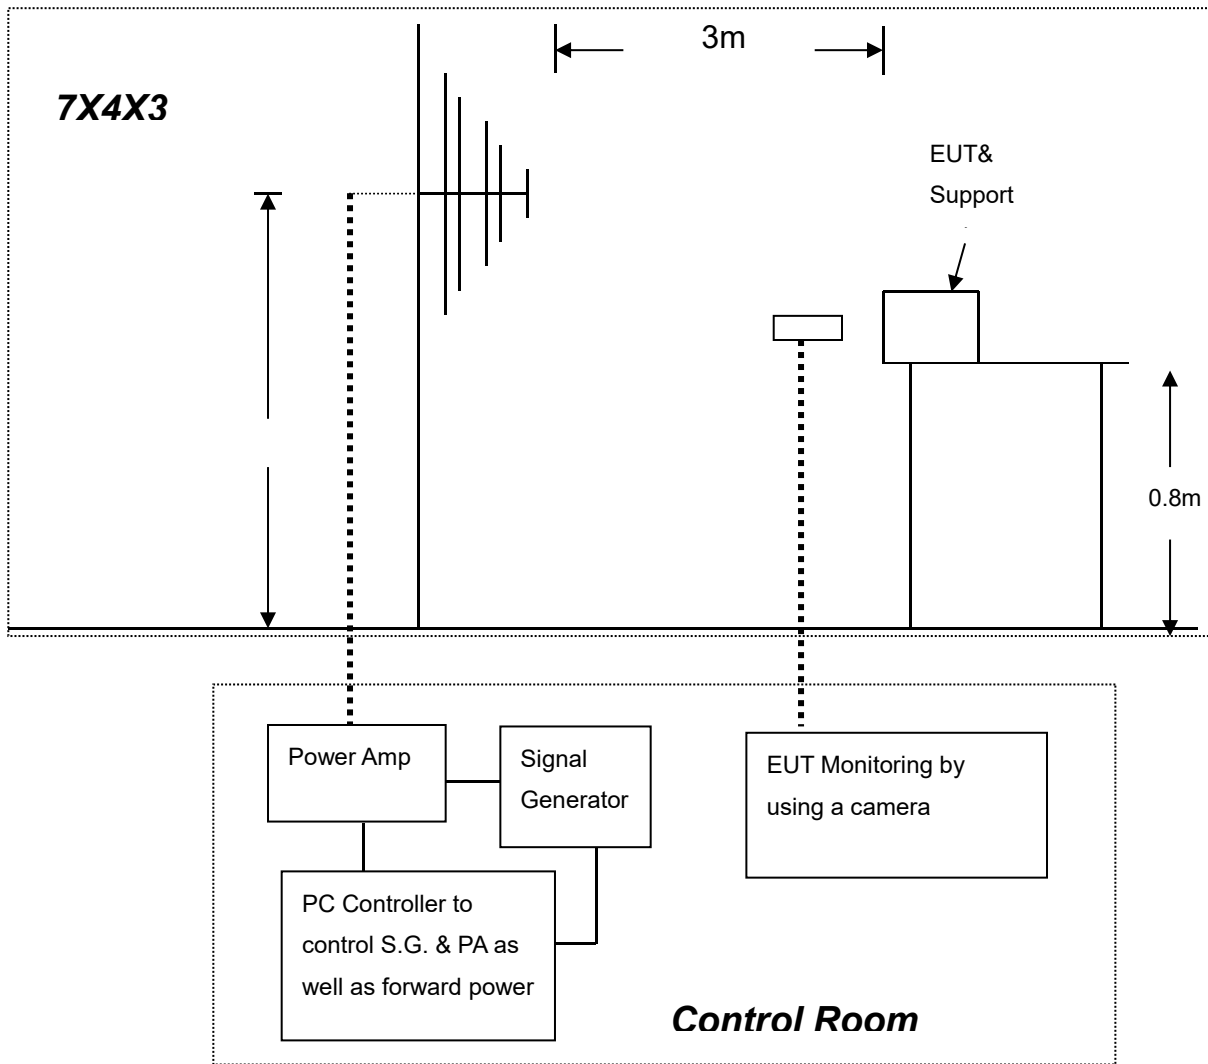 3m
7X4X3
EUT&
Support
0.8m
Power Amp
Signal
Generator
EUT Monitoring by
using a camera
PC Controller to
control S.G. & PA as
well as forward power
Control Room